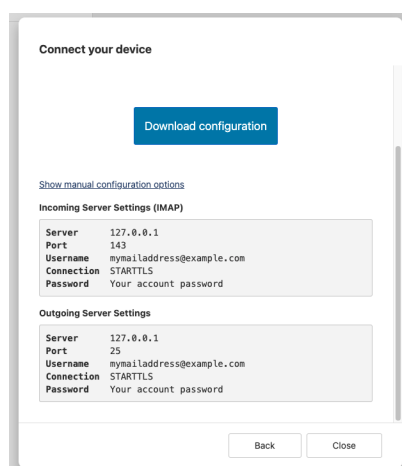 Connect your device
Download configuration
Show manual configuration options
Incoming Server Settings (IMAP)
Server 127.0.0.1
Port 143
Username mymailaddress@example.com
Connection STARTTLS
Password Your account password
Outgoing Server Settings
Server 127.0.0.1
Port 25
Username mymailaddress@example.com
Connection STARTTLS
Password Your account password
Back Close